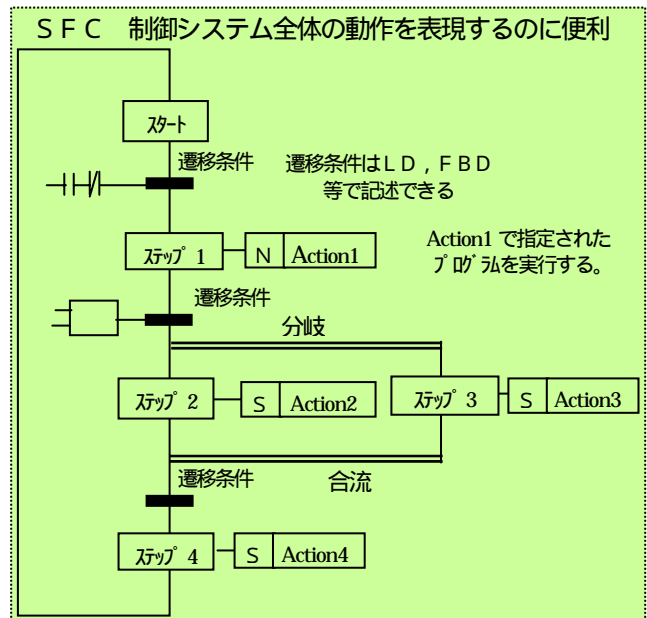 ＳＦＣ　制御システム全体の動作を表現するのに便利
ｽﾀｰﾄ
遷移条件
遷移条件はＬＤ，ＦＢＤ
等で記述できる
ｽﾃｯﾌﾟ 1
Ｎ
Action1
Action1 で指定された
ﾌﾟﾛｸﾞﾗﾑを実行する。
遷移条件
分岐
ｽﾃｯﾌﾟ 2
Ｓ
Action2
ｽﾃｯﾌﾟ 3
Ｓ
Action3
遷移条件
合流
ｽﾃｯﾌﾟ 4
Ｓ
Action4